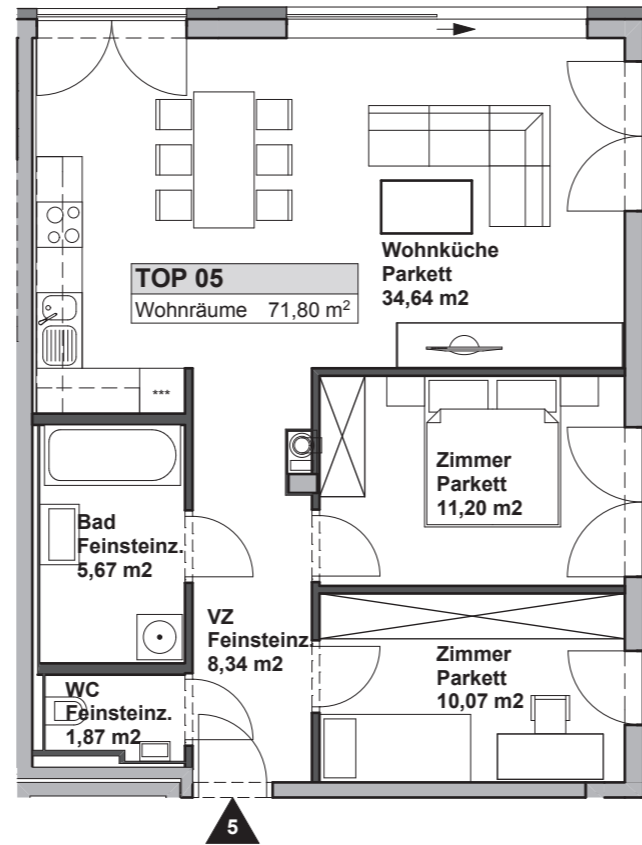 Wohnküche
Parkett
34,64 m2
TOP 05
Wohnräume 71,80 m²
***
Zimmer
Parkett
11,20 m2
Bad
Feinsteinz.
5,67 m2
VZ
Feinsteinz.
8,34 m2
Zimmer
Parkett
10,07 m2
WC
Feinsteinz.
1,87 m2
5